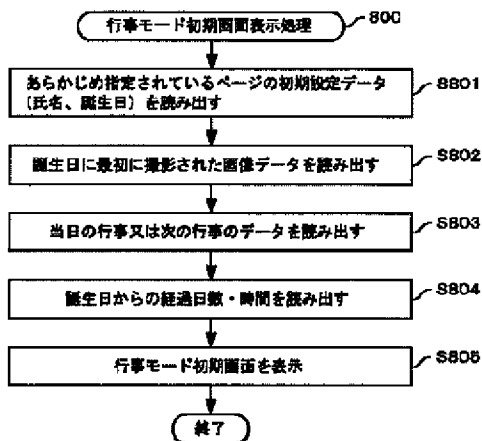 行事モード初期画面表示処理
800
あらかじめ指定されているページの初期設定データ
(氏名、誕生日)を読み出す
S801
誕生日に最初に撮影された画像データを読み出す
S802
当日の行事又は次の行事のデータを読み出す
S803
誕生日からの経過日数・時間を読み出す
S804
行事モード初期画面を表示
S805
終了